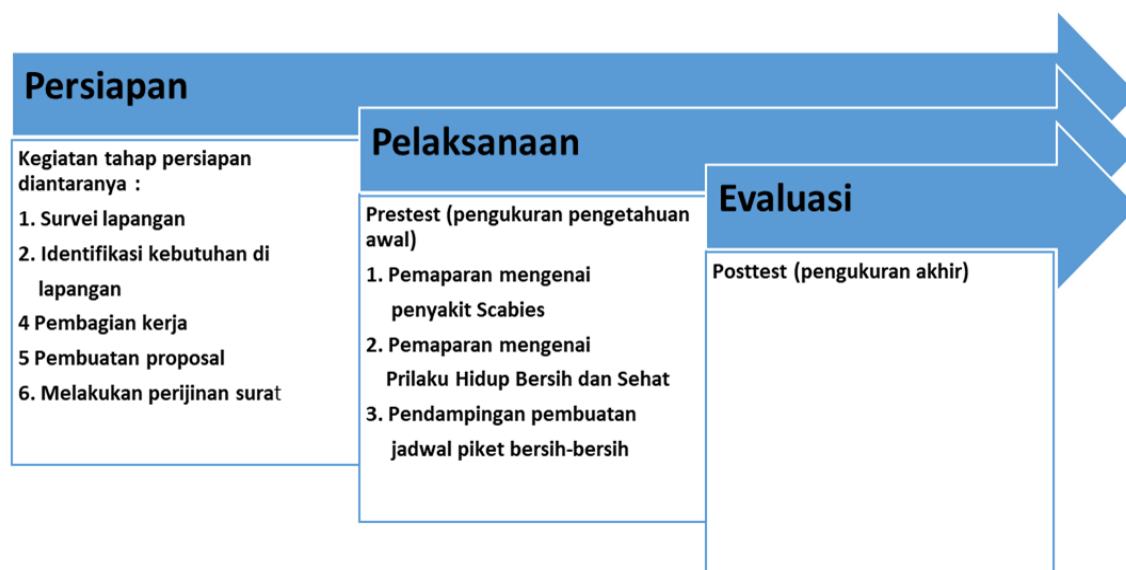 Persiapan
Kegiatan tahap persiapan
diantaranya :
1. Survei lapangan
2. Identifikasi kebutuhan di
lapangan
4 Pembagian kerja
5 Pembuatan proposal
6. Melakukan perijinan surat
Pelaksanaan
Prestest (pengukuran pengetahuan
awal)
1. Pemaparan mengenai
penyakit Scabies
2. Pemaparan mengenai
Prilaku Hidup Bersih dan Sehat
3. Pendampingan pembuatan
jadwal piket bersih-bersih
Evaluasi
Posttest (pengukuran akhir)